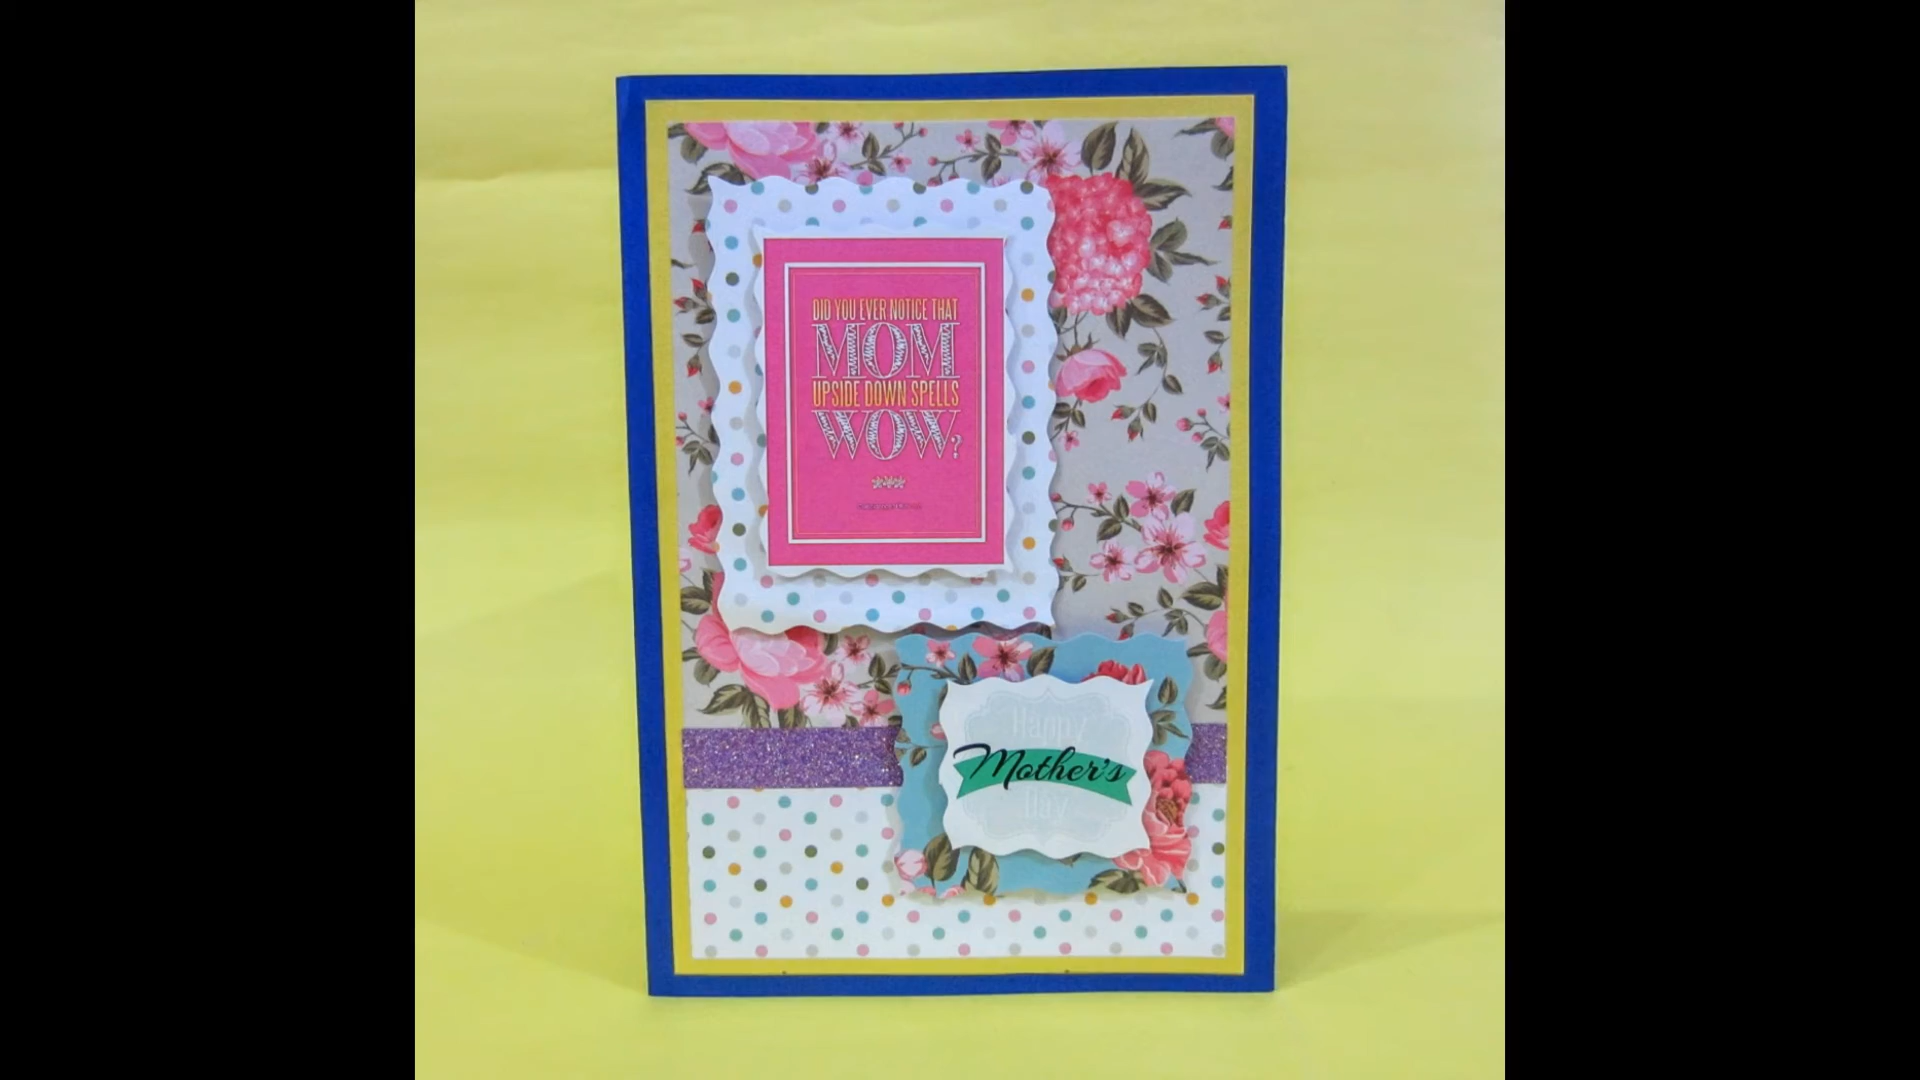 DID YOU EVER NOTICE THAT
MOM
UPSIDE DOWN SPELLS
WOW?
Happy
Mother's
Day